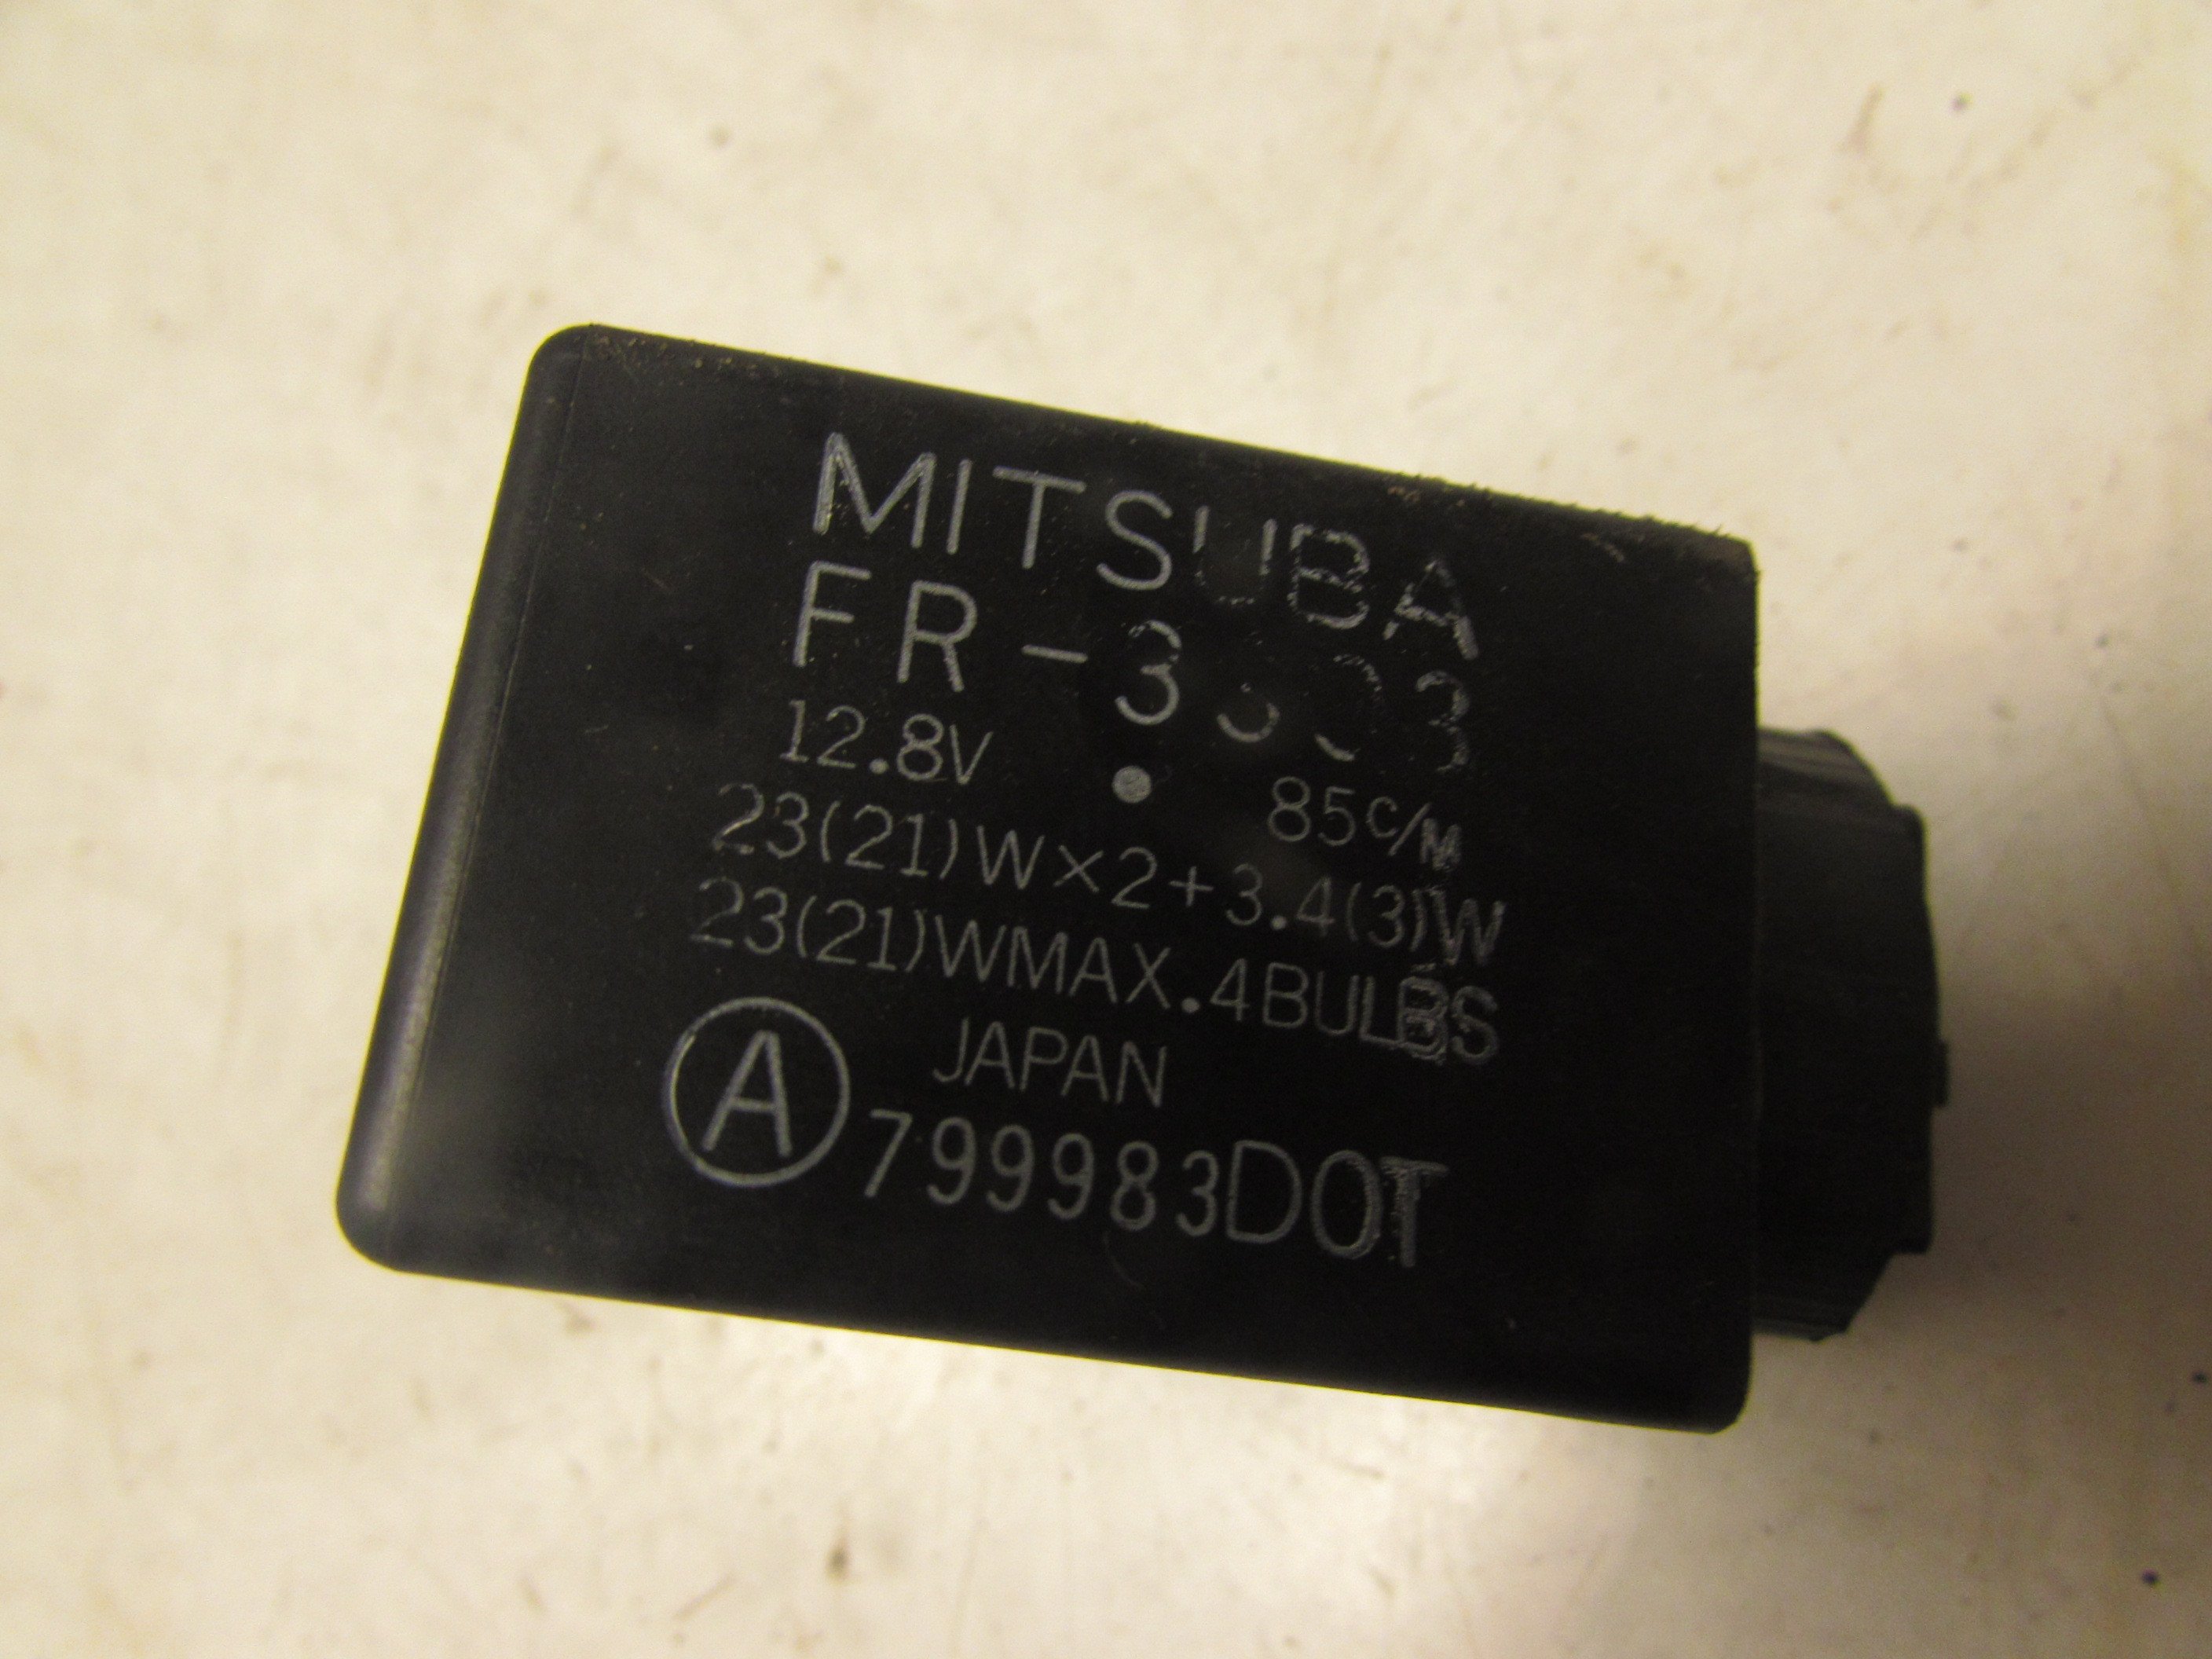 MITSUBA
12.8V • 85C/M
23(21)W×2+3.4(3)W
23(21)WMAX.4BULBS
JAPAN
A 799983DOT